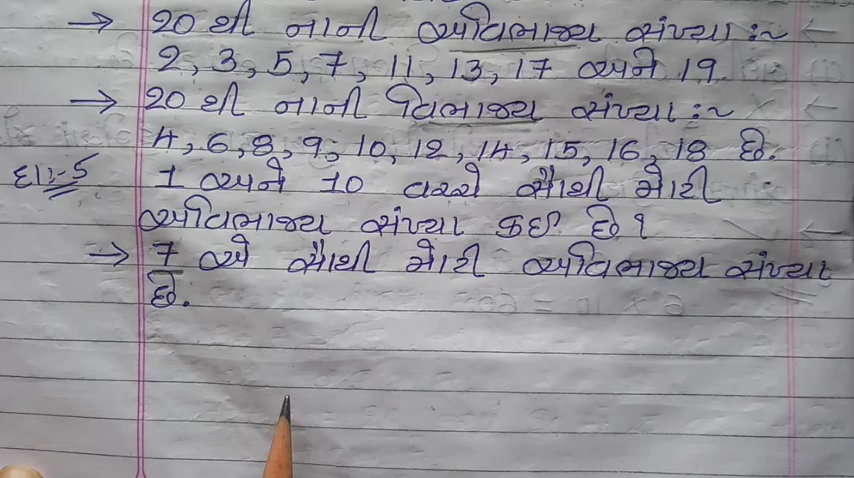 → 20 થી નાની અવિભાજ્ય સંખ્યા :~
2, 3, 5, 7, 11, 13, 17 અને 19
→ 20 થી નાની વિભાજ્ય સંખ્યા :~
4, 6, 8, 9, 10, 12, 14, 15, 16, 18 છે.
દા:-5 1 અને 10 વચ્ચે સૌથી મોટી
અવિભાજ્ય સંખ્યા કઈ છે ?
→ 7 એ સૌથી મોટી અવિભાજ્ય સંખ્યા
છે.